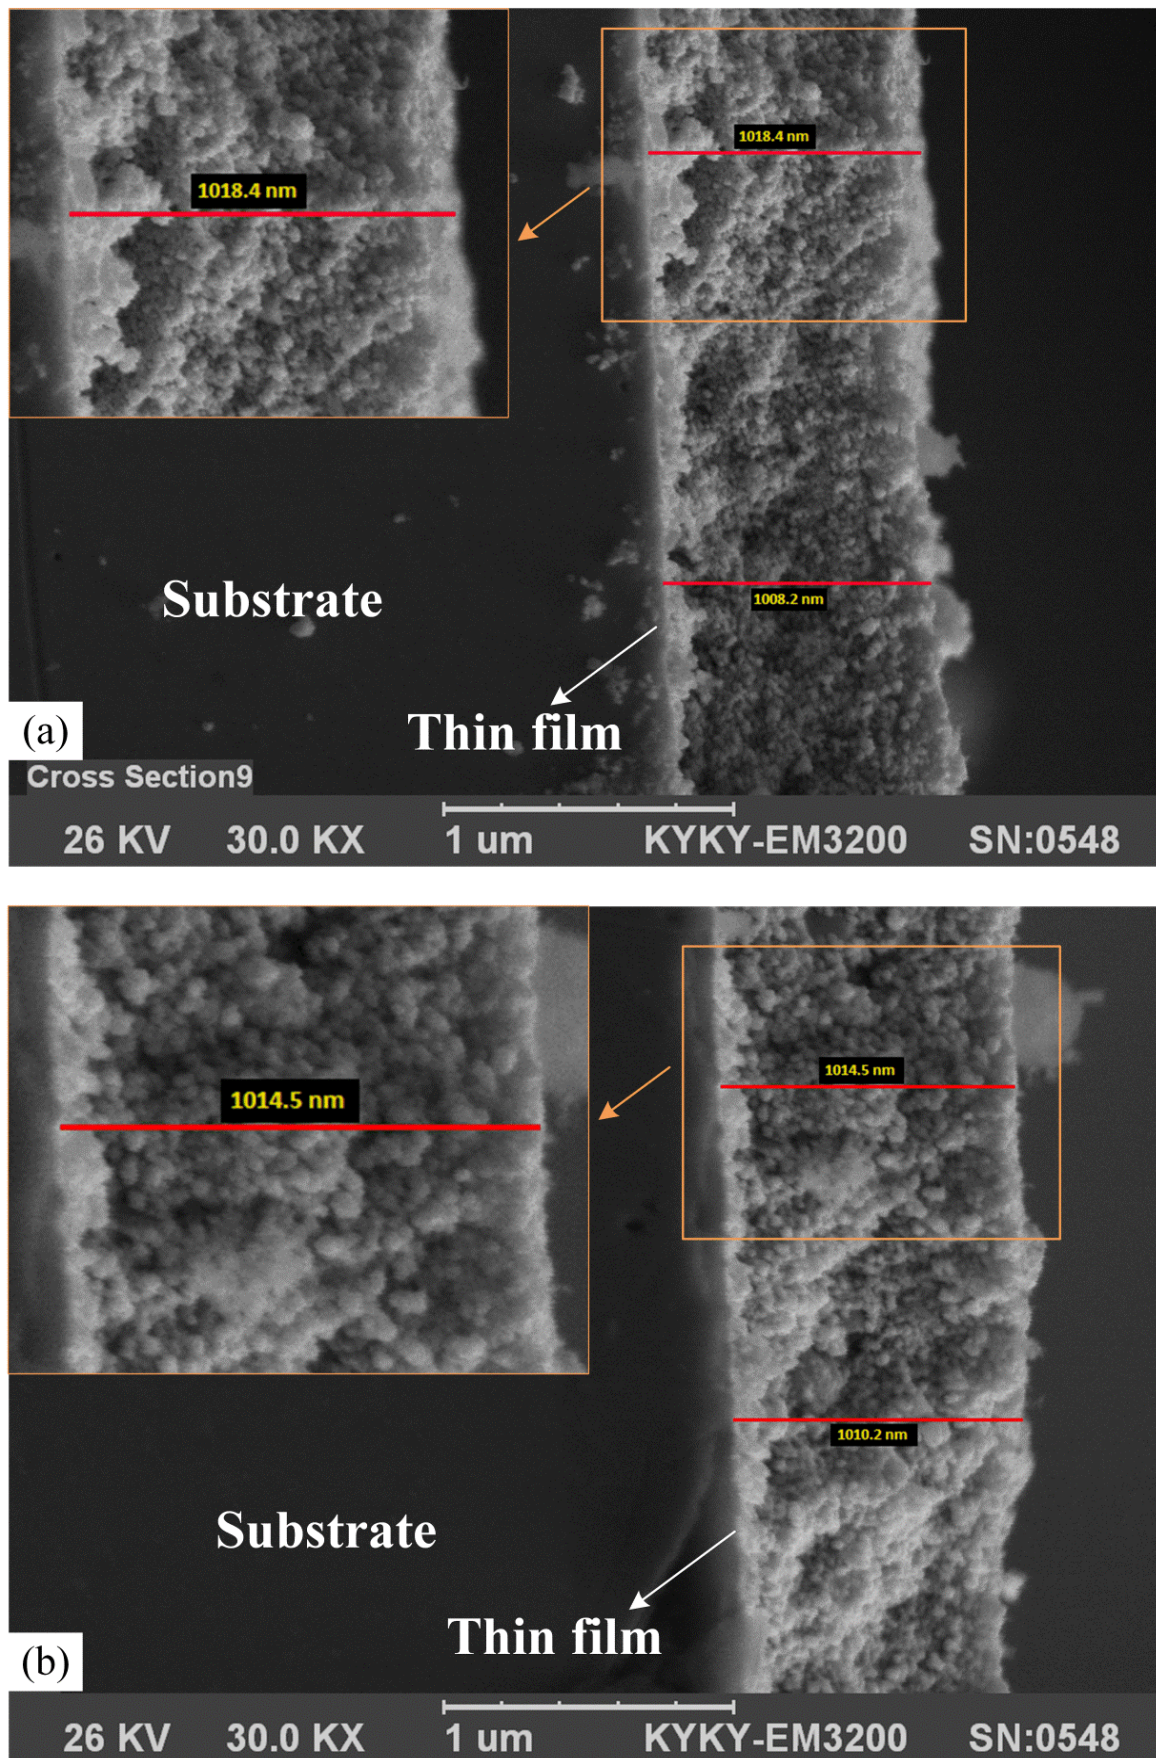 1018.4 nm
1018.4 nm
1008.2 nm
Substrate
Thin film
(a)
Cross Section9
26 KV 30.0 KX 1 um KYKY-EM3200 SN:0548
1014.5 nm
1014.5 nm
1010.2 nm
Substrate
Thin film
(b)
26 KV 30.0 KX 1 um KYKY-EM3200 SN:0548